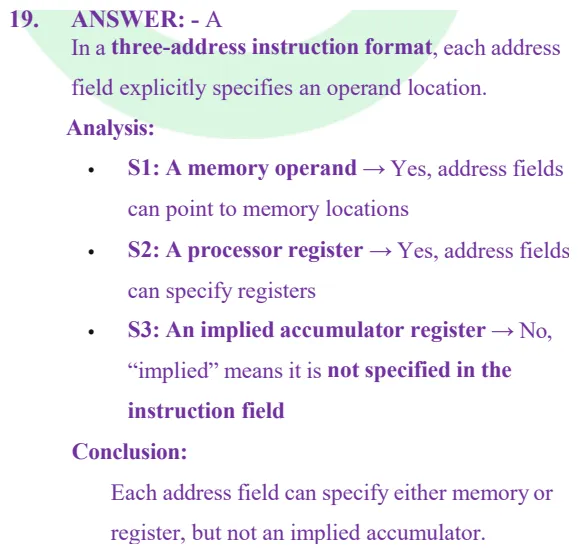 19. ANSWER: - A
In a three-address instruction format, each address
field explicitly specifies an operand location.
Analysis:
• S1: A memory operand → Yes, address fields
can point to memory locations
• S2: A processor register → Yes, address fields
can specify registers
• S3: An implied accumulator register → No,
“implied” means it is not specified in the
instruction field
Conclusion:
Each address field can specify either memory or
register, but not an implied accumulator.